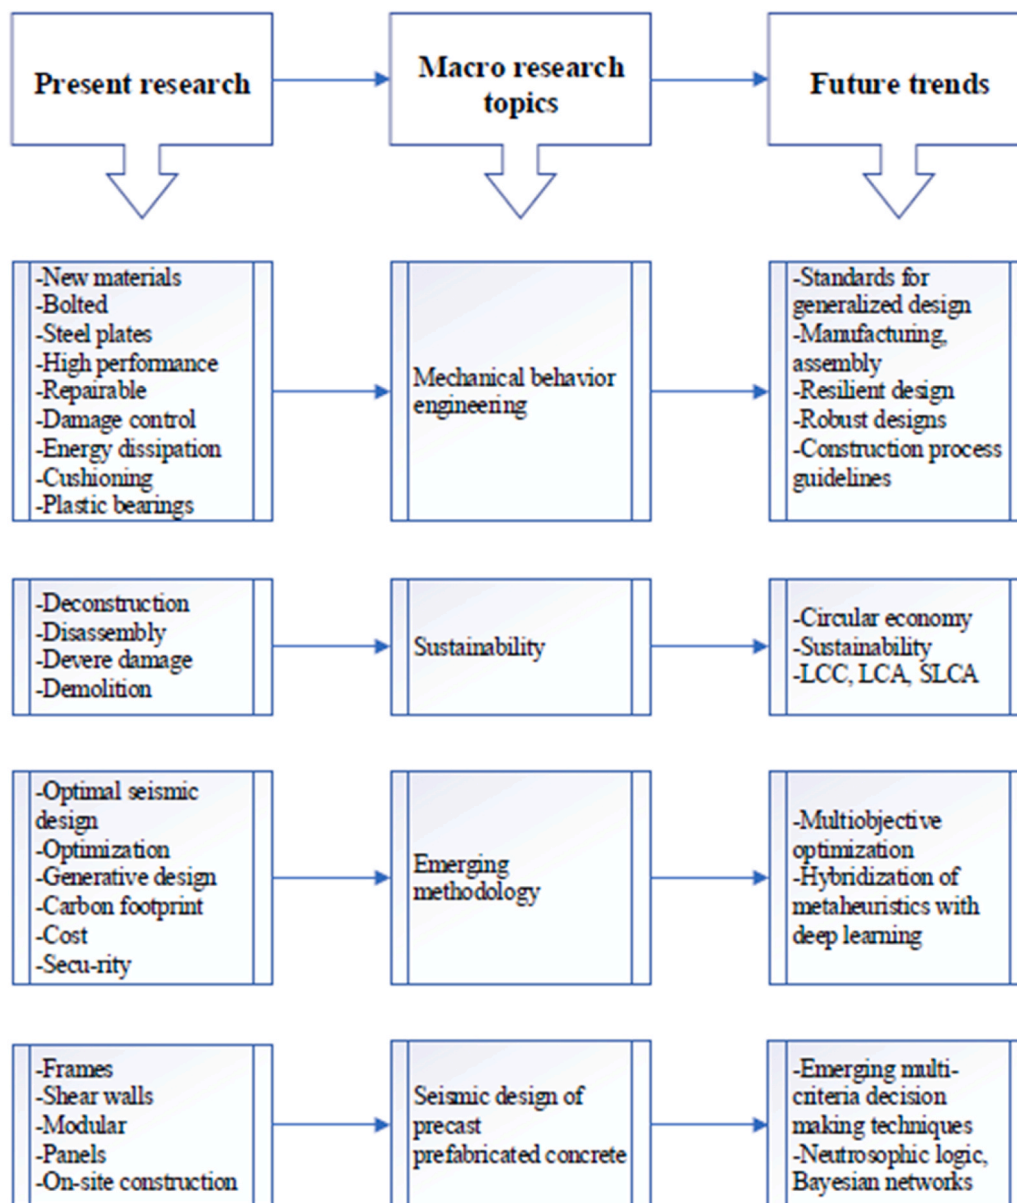 Present research
Macro research
topics
Future trends
-New materials
-Bolted
-Steel plates
-High performance
-Repairable
-Damage control
-Energy dissipation
-Cushioning
-Plastic bearings
Mechanical behavior
engineering
-Standards for
generalized design
-Manufacturing,
assembly
-Resilient design
-Robust designs
-Construction process
guidelines
-Deconstruction
-Disassembly
-Devere damage
-Demolition
Sustainability
-Circular economy
-Sustainability
-LCC, LCA, SLCA
-Optimal seismic
design
-Optimization
-Generative design
-Carbon footprint
-Cost
-Secu-rity
Emerging
methodology
-Multiobjective
optimization
-Hybridization of
metaheuristics with
deep learning
-Frames
-Shear walls
-Modular
-Panels
-On-site construction
Seismic design of
precast
prefabricated concrete
-Emerging multi-
criteria decision
making techniques
-Neutrosophic logic,
Bayesian networks